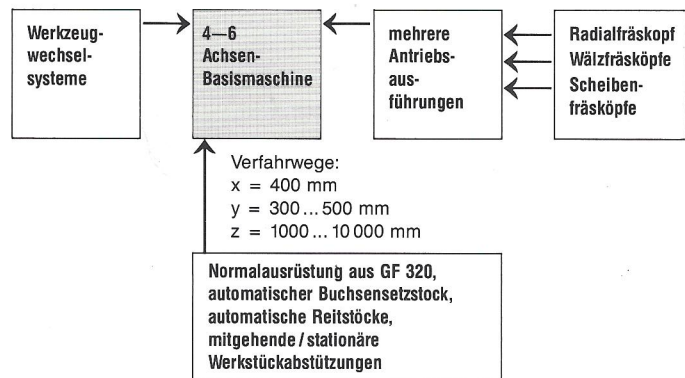 Werkzeug-
wechsel-
systeme
4—6
Achsen-
Basismaschine
mehrere
Antriebs-
aus-
führungen
Radialfräskopf
Wälzfräsköpfe
Scheiben-
fräsköpfe
Verfahrwege:
x = 400 mm
y = 300...500 mm
z = 1000...10 000 mm
Normalausrüstung aus GF 320,
automatischer Buchsensetzstock,
automatische Reitstöcke,
mitgehende/stationäre
Werkstückabstützungen